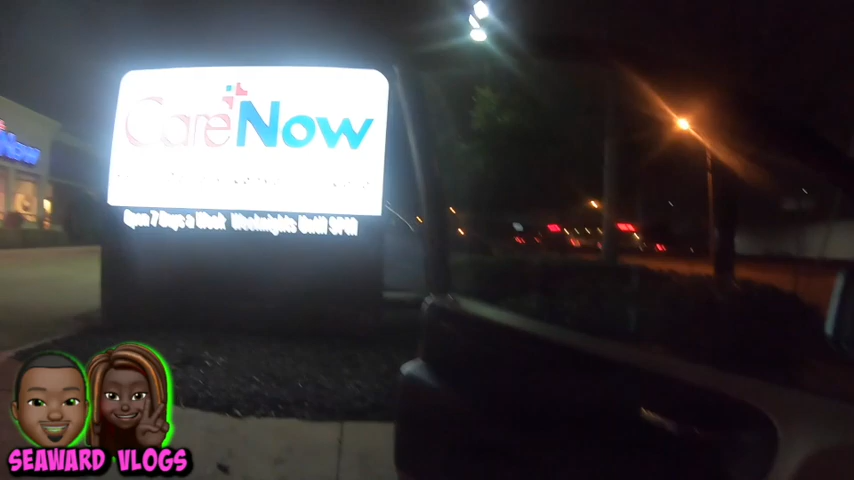 CareNow
Open 7 Days a Week Weeknights Until 9PM
Now
SEAWARD VLOGS